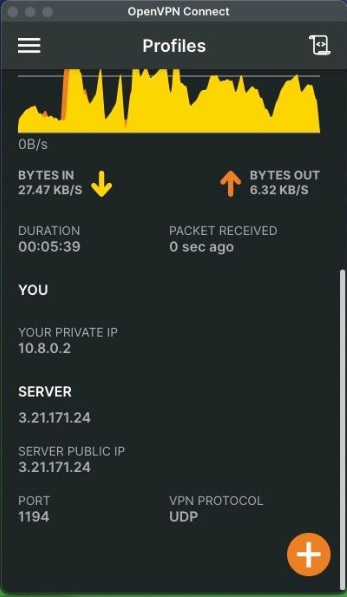 OpenVPN Connect
Profiles
0B/s
BYTES IN
27.47 KB/S
BYTES OUT
6.32 KB/S
DURATION
00:05:39
PACKET RECEIVED
0 sec ago
YOU
YOUR PRIVATE IP
10.8.0.2
SERVER
3.21.171.24
SERVER PUBLIC IP
3.21.171.24
PORT
1194
VPN PROTOCOL
UDP